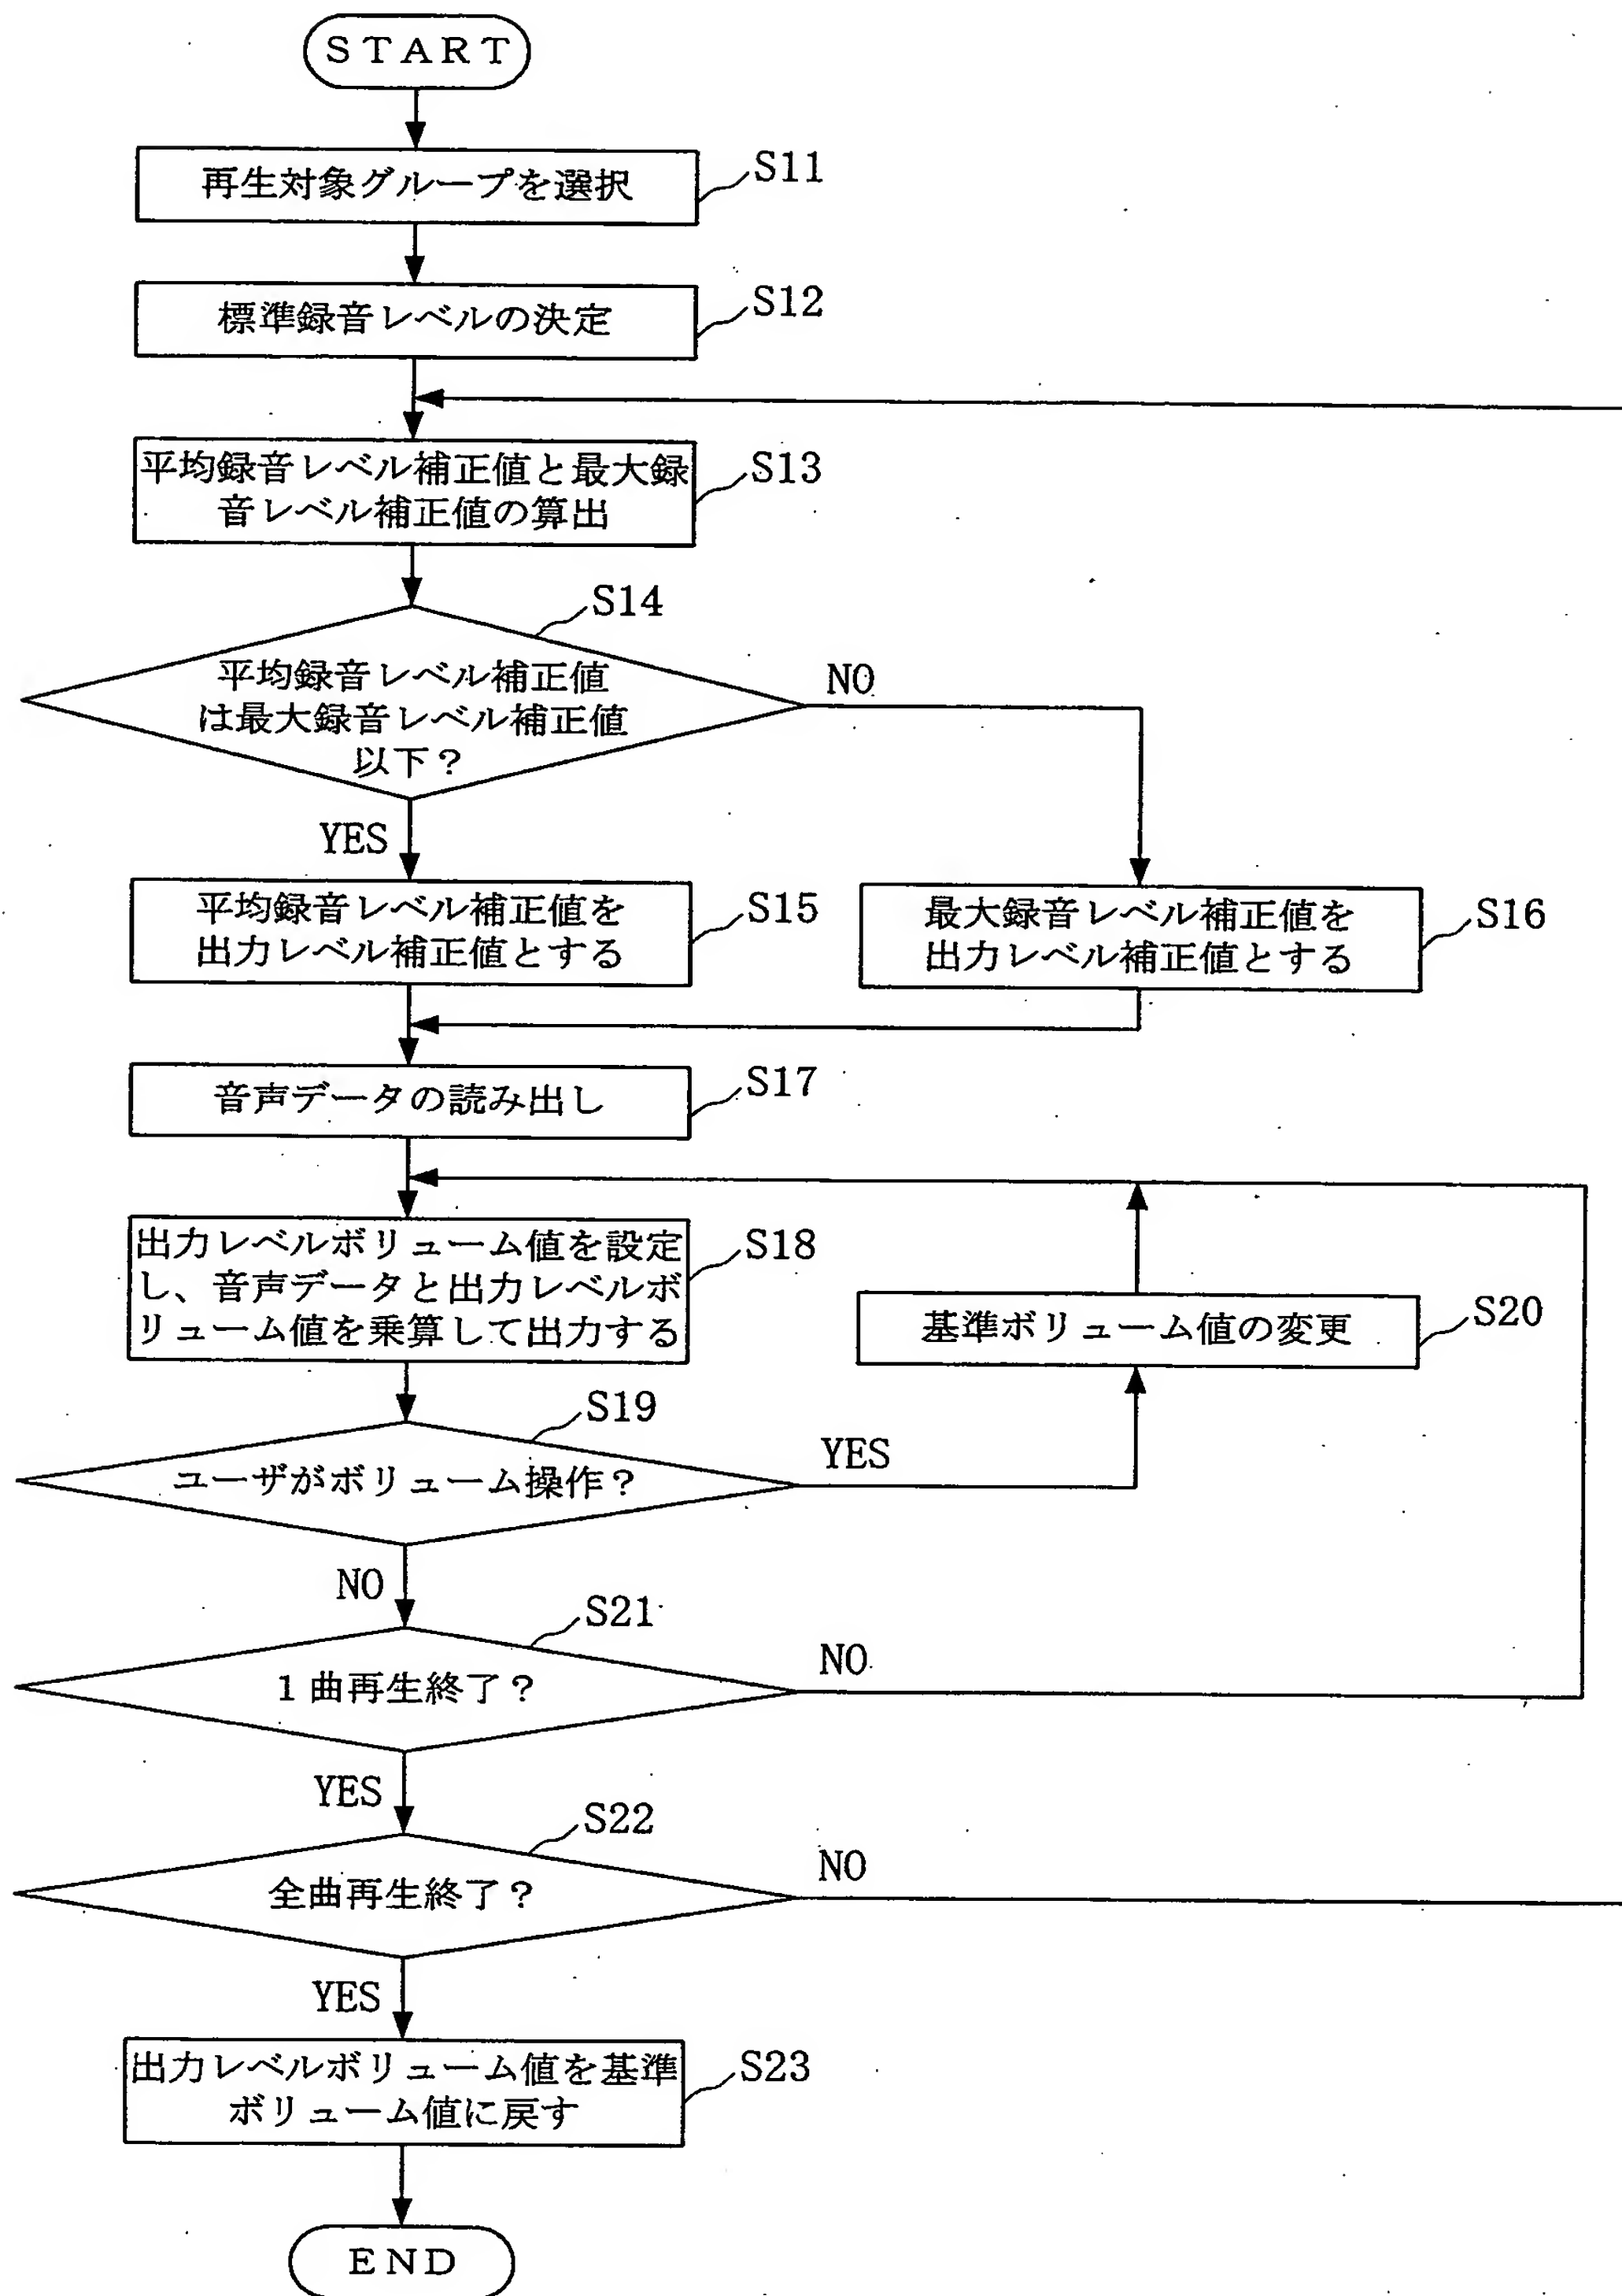 START
再生対象グループを選択
S11
標準録音レベルの決定
S12
平均録音レベル補正値と最大録
音レベル補正値の算出
S13
S14
平均録音レベル補正値
は最大録音レベル補正値
以下？
NO
YES
平均録音レベル補正値を
出力レベル補正値とする
S15
最大録音レベル補正値を
出力レベル補正値とする
S16
音声データの読み出し
S17
出力レベルボリューム値を設定
し、音声データと出力レベルボ
リューム値を乗算して出力する
S18
基準ボリューム値の変更
S20
S19
ユーザがボリューム操作？
YES
NO
S21
1曲再生終了？
NO
YES
S22
全曲再生終了？
NO
YES
出力レベルボリューム値を基準
ボリューム値に戻す
S23
END